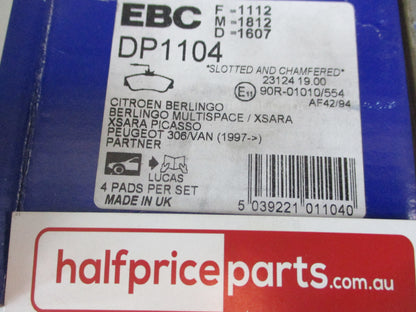 EBC
F =1112
M =1812
D =1607
DP1104
"SLOTTED AND CHAMFERED"
23124 19.00
E11 90R-01010/554
AF42/94
CITROEN BERLINGO
BERLINGO MULTISPACE / XSARA
XSARA PICASSO
PEUGEOT 306/VAN (1997->)
PARTNER
LUCAS
4 PADS PER SET
MADE IN UK
5 039221 011040
halfpriceparts.com.au